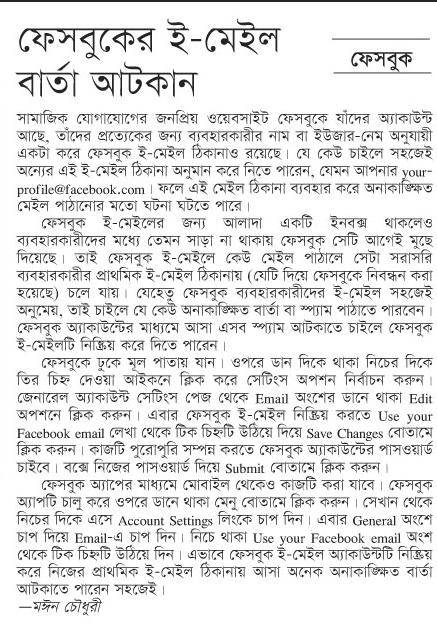 ফেসবুকের ই-মেইল
বার্তা আটকান
ফেসবুক
সামাজিক যোগাযোগের জনপ্রিয় ওয়েবসাইট ফেসবুকে যাঁদের অ্যাকাউন্ট
আছে, তাঁদের প্রত্যেকের জন্য ব্যবহারকারীর নাম বা ইউজার-নেম অনুযায়ী
একটা করে ফেসবুক ই-মেইল ঠিকানাও রয়েছে। যে কেউ চাইলে সহজেই
অন্যের এই ই-মেইল ঠিকানা অনুমান করে নিতে পারেন, যেমন আপনার your-
profile@facebook.com। ফলে এই মেইল ঠিকানা ব্যবহার করে অনাকাঙ্ক্ষিত
মেইল পাঠানোর মতো ঘটনা ঘটতে পারে।
ফেসবুক ই-মেইলের জন্য আলাদা একটি ইনবক্স থাকলেও
ব্যবহারকারীদের মধ্যে তেমন সাড়া না থাকায় ফেসবুক সেটি আগেই মুছে
দিয়েছে। তাই ফেসবুক ই-মেইলে কেউ মেইল পাঠালে সেটা সরাসরি
ব্যবহারকারীর প্রাথমিক ই-মেইল ঠিকানায় (যেটি দিয়ে ফেসবুকে নিবন্ধন করা
হয়েছে) চলে যায়। যেহেতু ফেসবুক ব্যবহারকারীদের ই-মেইল সহজেই
অনুমেয়, তাই চাইলে যে কেউ অনাকাঙ্ক্ষিত বার্তা বা স্প্যাম পাঠাতে পারবেন।
ফেসবুক অ্যাকাউন্টের মাধ্যমে আসা এসব স্প্যাম আটকাতে চাইলে ফেসবুক
ই-মেইলটি নিষ্ক্রিয় করে দিতে পারেন।
ফেসবুকে ঢুকে মূল পাতায় যান। ওপরে ডান দিকে থাকা নিচের দিকে
তির চিহ্ন দেওয়া আইকনে ক্লিক করে সেটিংস অপশন নির্বাচন করুন।
জেনারেল অ্যাকাউন্ট সেটিংস পেজ থেকে Email অংশের ডানে থাকা Edit
অপশনে ক্লিক করুন। এবার ফেসবুক ই-মেইল নিষ্ক্রিয় করতে Use your
Facebook email লেখা থেকে টিক চিহ্নটি উঠিয়ে দিয়ে Save Changes বোতামে
ক্লিক করুন। কাজটি পুরোপুরি সম্পন্ন করতে ফেসবুক অ্যাকাউন্টের পাসওয়ার্ড
চাইবে। বক্সে নিজের পাসওয়ার্ড দিয়ে Submit বোতামে ক্লিক করুন।
ফেসবুক অ্যাপের মাধ্যমে মোবাইল থেকেও কাজটি করা যাবে। ফেসবুক
অ্যাপটি চালু করে ওপরে ডানে থাকা মেনু বোতামে ক্লিক করুন। সেখান থেকে
নিচের দিকে এসে Account Settings লিংকে চাপ দিন। এবার General অংশে
চাপ দিয়ে Email-এ চাপ দিন। নিচে থাকা Use your Facebook email অংশ
থেকে টিক চিহ্নটি উঠিয়ে দিন। এভাবে ফেসবুক ই-মেইল অ্যাকাউন্টটি নিষ্ক্রিয়
করে নিজের প্রাথমিক ই-মেইল ঠিকানায় আসা অনেক অনাকাঙ্ক্ষিত বার্তা
আটকাতে পারেন সহজেই।
—মঈন চৌধুরী